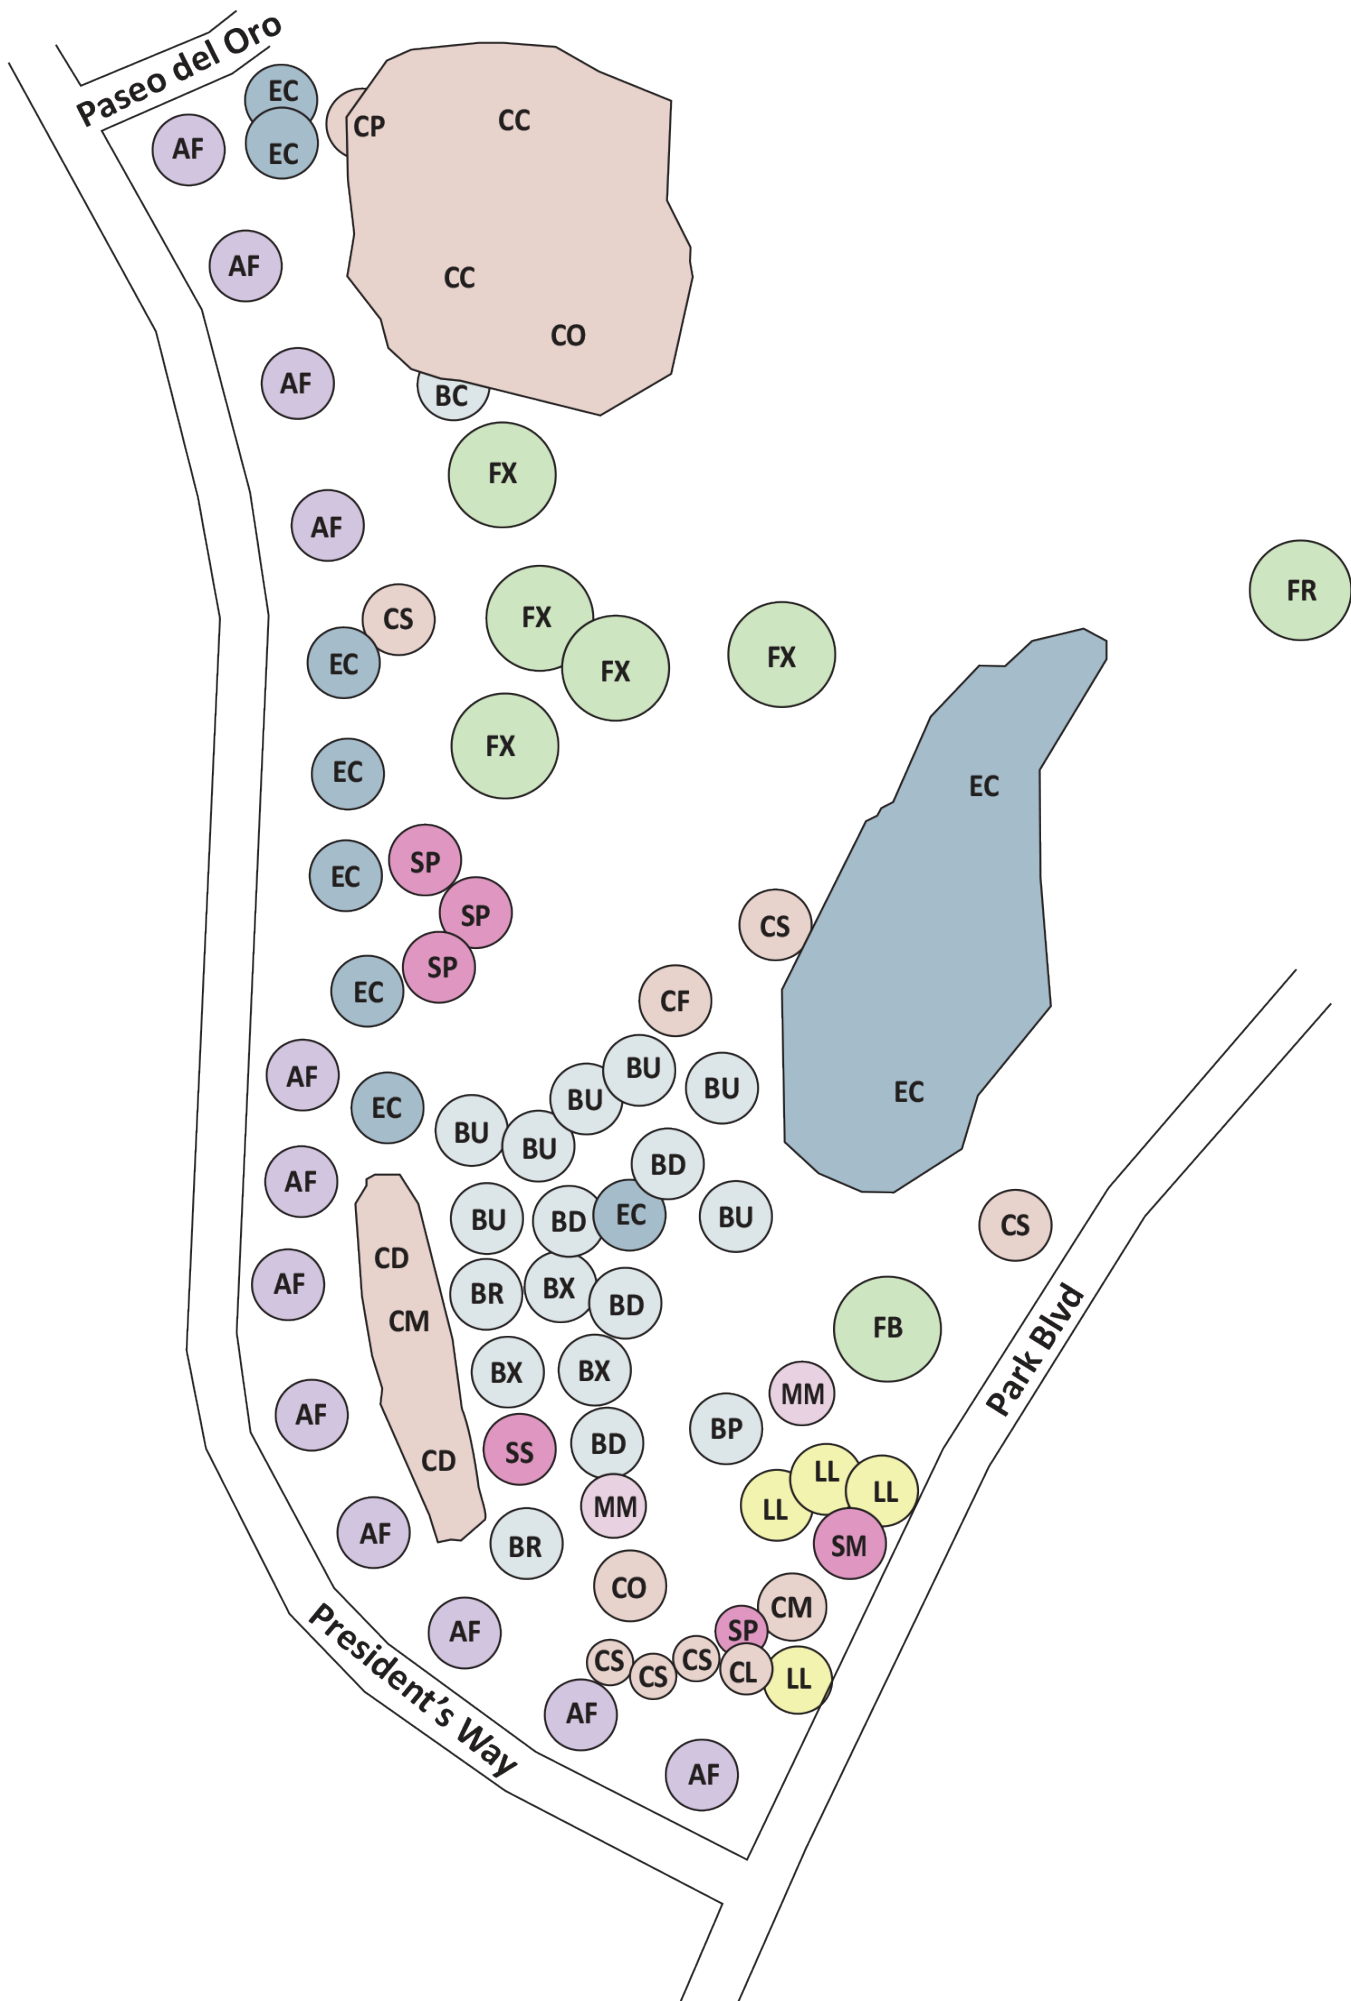 Paseo del Oro
EC
CP
CC
AF
EC
AF
CC
CO
AF
BC
FX
AF
FR
CS
FX
EC
FX
FX
FX
EC
EC
EC
SP
SP
CS
SP
EC
CF
BU
AF
BU
BU
EC
BU
BU
EC
BD
AF
BU
BD
EC
BU
CS
CD
AF
BR
BX
BD
CM
FB
Park Blvd
BX
BX
MM
AF
BP
CD
SS
BD
LL
LL
LL
MM
AF
BR
SM
CO
CM
AF
SP
President's Way
CS
CS
CS
CL
LL
AF
AF